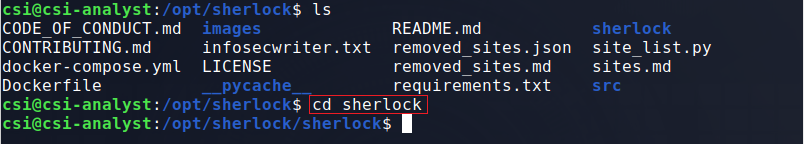 csi@csi-analyst:/opt/sherlock$ ls
CODE_OF_CONDUCT.md  images            README.md           sherlock
CONTRIBUTING.md     infosecwriter.txt removed_sites.json  site_list.py
docker-compose.yml  LICENSE           removed_sites.md    sites.md
Dockerfile          __pycache__       requirements.txt    src
csi@csi-analyst:/opt/sherlock$ cd sherlock
csi@csi-analyst:/opt/sherlock/sherlock$